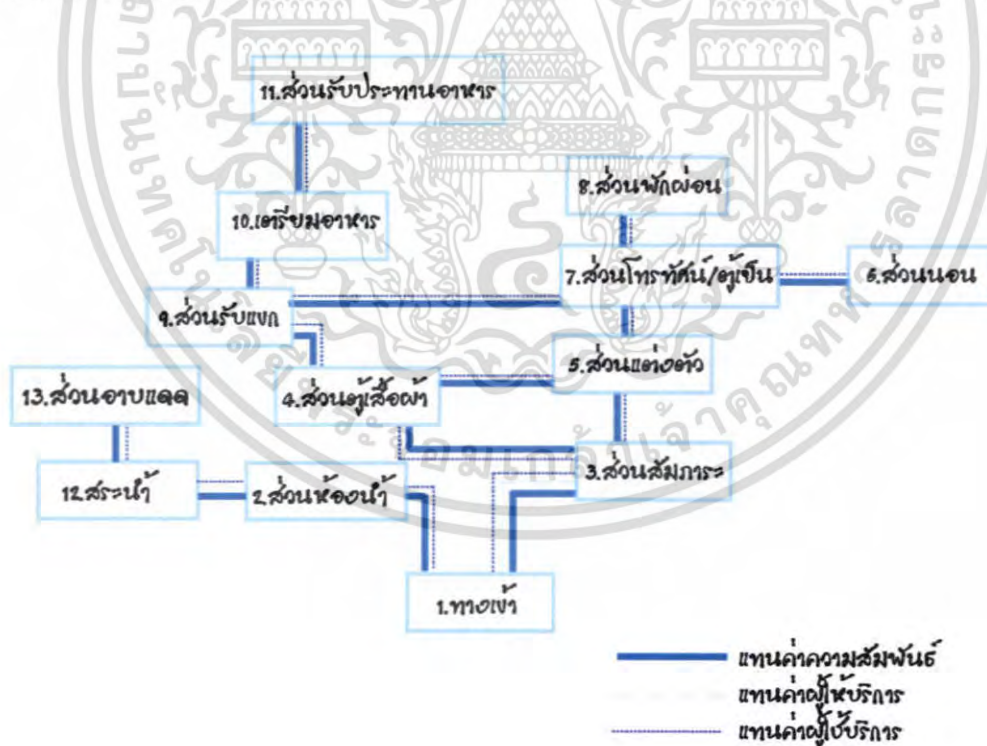 11.ส่วนรับประทานอาหาร
8.ส่วนพักผ่อน
10.เตรียมอาหาร
7.ส่วนโทรทัศน์/ตู้เย็น
6.ส่วนนอน
9.ส่วนรับแขก
5.ส่วนแต่งตัว
13.ส่วนอาบแดด
4.ส่วนตู้เสื้อผ้า
3.ส่วนสัมภาระ
12.สระน้ำ
2.ส่วนห้องน้ำ
1.ทางเข้า
แทนค่าความสัมพันธ์
แทนค่าผู้ให้บริการ
แทนค่าผู้ใช้บริการ